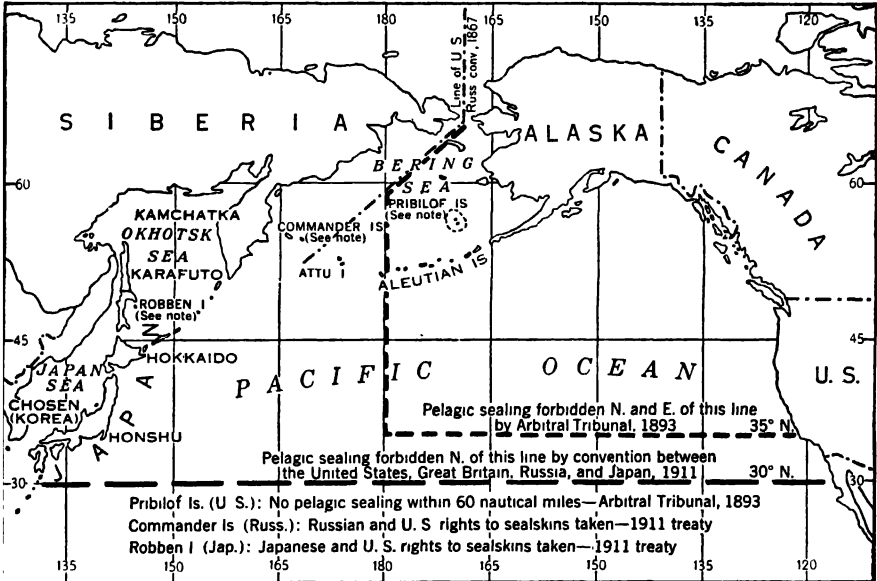 135
150
165
180
165
150
135
120
Line of U S
Russ conv, 1867
SIBERIA
ALASKA
CANADA
BERING
SEA
60
60
PRIBILOF IS
(See note)
KAMCHATKA
OKHOTSK
SEA
KARAFUTO
COMMANDER IS
(See note)
ATTU I
ALEUTIAN IS
ROBBEN I
(See note)
45
45
HOKKAIDO
JAPAN
SEA
JAPAN
PACIFIC OCEAN
U. S.
CHOSEN
(KOREA)
HONSHU
Pelagic sealing forbidden N. and E. of this line
by Arbitral Tribunal, 1893 35° N.
Pelagic sealing forbidden N. of this line by convention between
the United States, Great Britain, Russia, and Japan, 1911 30° N.
30
30
Pribilof Is. (U S.): No pelagic sealing within 60 nautical miles—Arbitral Tribunal, 1893
Commander Is (Russ.): Russian and U. S rights to sealskins taken—1911 treaty
Robben I (Jap.): Japanese and U. S. rights to sealskins taken—1911 treaty
135
150
165
180
165
150
135
120